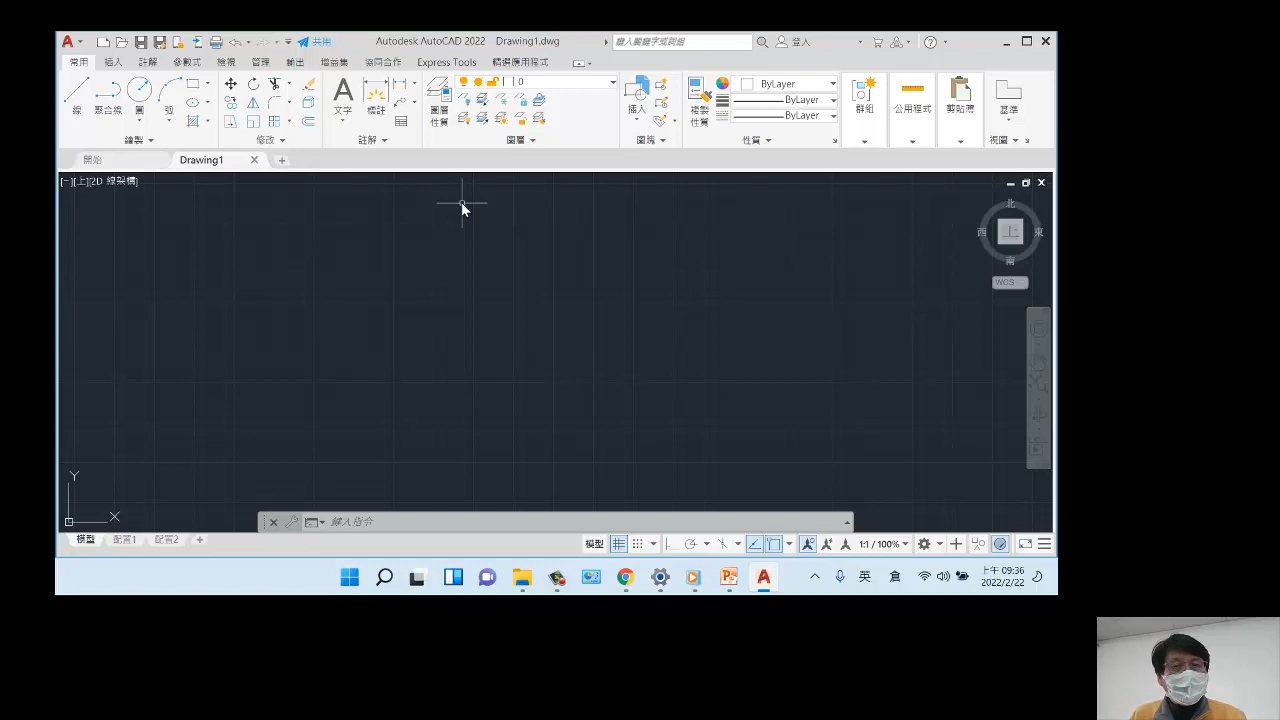 共用
Autodesk AutoCAD 2022 Drawing1.dwg
鍵入關鍵字或詞組
登入
常用 插入 註解 參數式 檢視 管理 輸出 增益集 協同合作 Express Tools 精選應用程式
0
ByLayer
線 聚合線 圓 弧
文字 標註
圖層性質
插入
複製性質
ByLayer
群組 公用程式 剪貼簿 基準
ByLayer
繪製 修改 註解 圖層 圖塊 性質 視圖
開始 Drawing1
[−][上][2D 線架構]
北
西 上 東
南
WCS
Y
X
鍵入指令
模型 配置1 配置2
模型 1:1 / 100%
英 倉
上午 09:36
2022/2/22